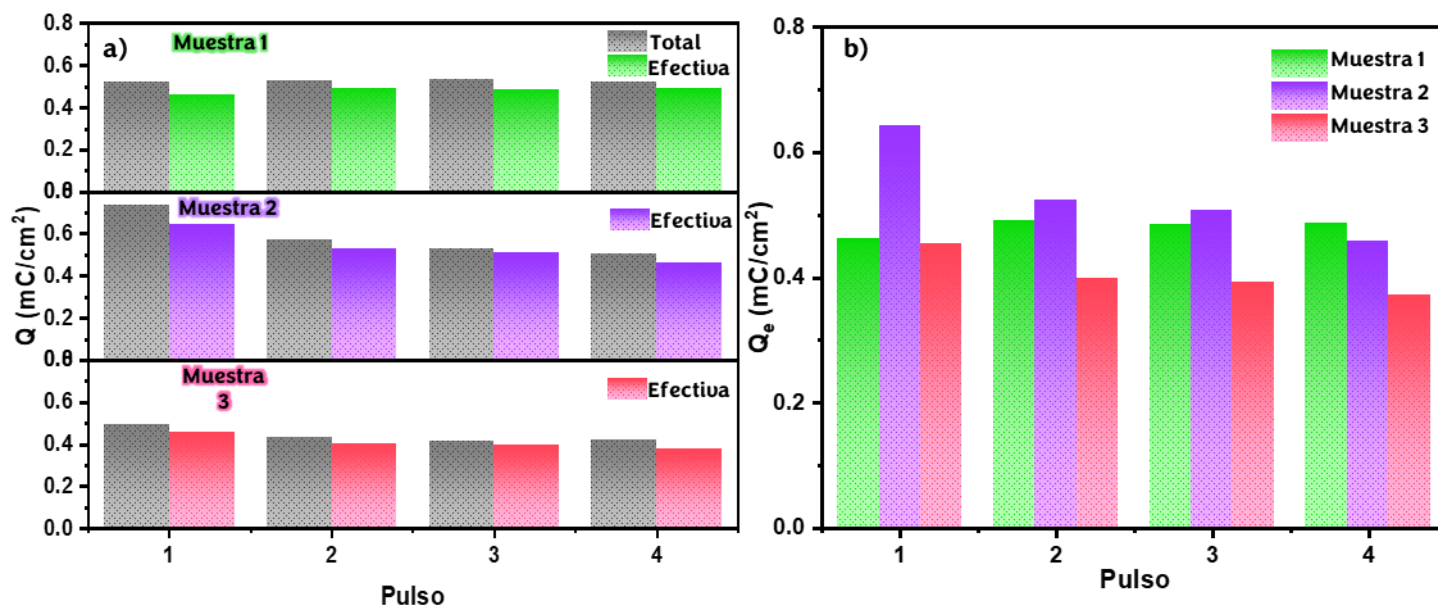 a)
Muestra 1
Total
Efectiva
0.8
0.6
0.4
0.2
0.8
Muestra 2
Efectiva
0.6
0.4
0.2
0.8
Muestra
3
Efectiva
0.6
0.4
0.2
0.0
Q (mC/cm²)
1 2 3 4
Pulso
b)
Muestra 1
Muestra 2
Muestra 3
0.8
0.6
0.4
0.2
0.0
Qₑ (mC/cm²)
1 2 3 4
Pulso